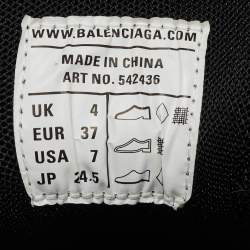 WWW.BALENCIAGA.COM
MADE IN CHINA
ART NO. 542436
UK 4
EUR 37
USA 7
JP 24.5